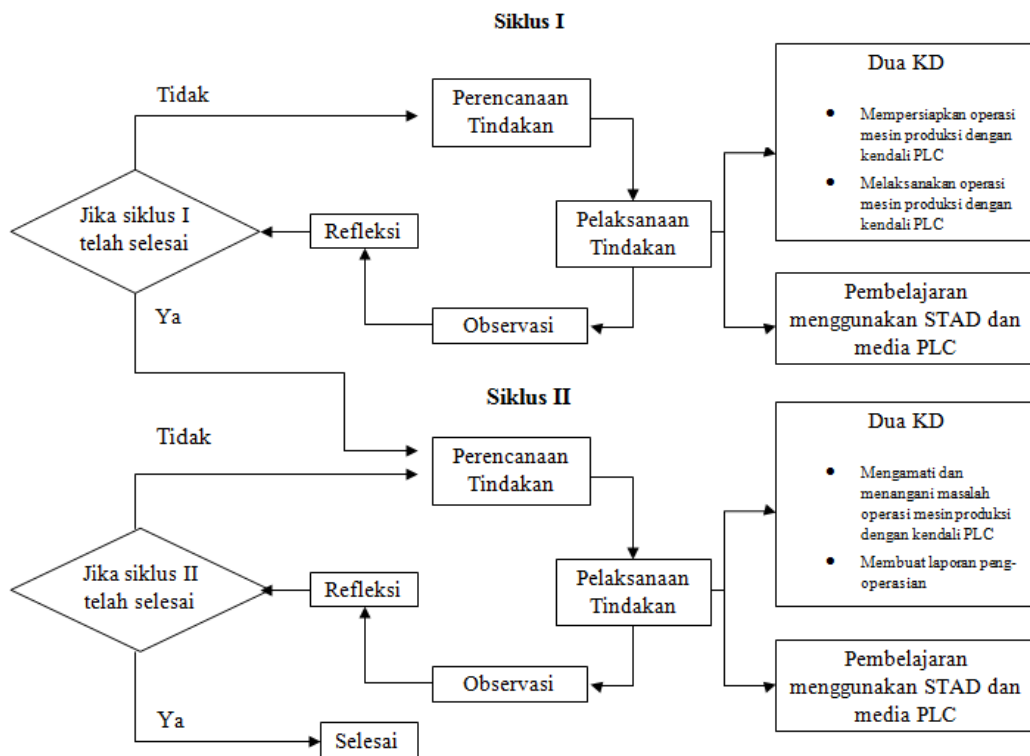 Siklus I
Tidak
Perencanaan
Tindakan
Dua KD
• Mempersiapkan operasi
mesin produksi dengan
kendali PLC
• Melaksanakan operasi
mesin produksi dengan
kendali PLC
Jika siklus I
telah selesai
Refleksi
Pelaksanaan
Tindakan
Ya
Observasi
Pembelajaran
menggunakan STAD dan
media PLC
Siklus II
Tidak
Perencanaan
Tindakan
Dua KD
• Mengamati dan
menangani masalah
operasi mesin produksi
dengan kendali PLC
• Membuat laporan peng-
operasian
Jika siklus II
telah selesai
Refleksi
Pelaksanaan
Tindakan
Observasi
Pembelajaran
menggunakan STAD dan
media PLC
Ya
Selesai